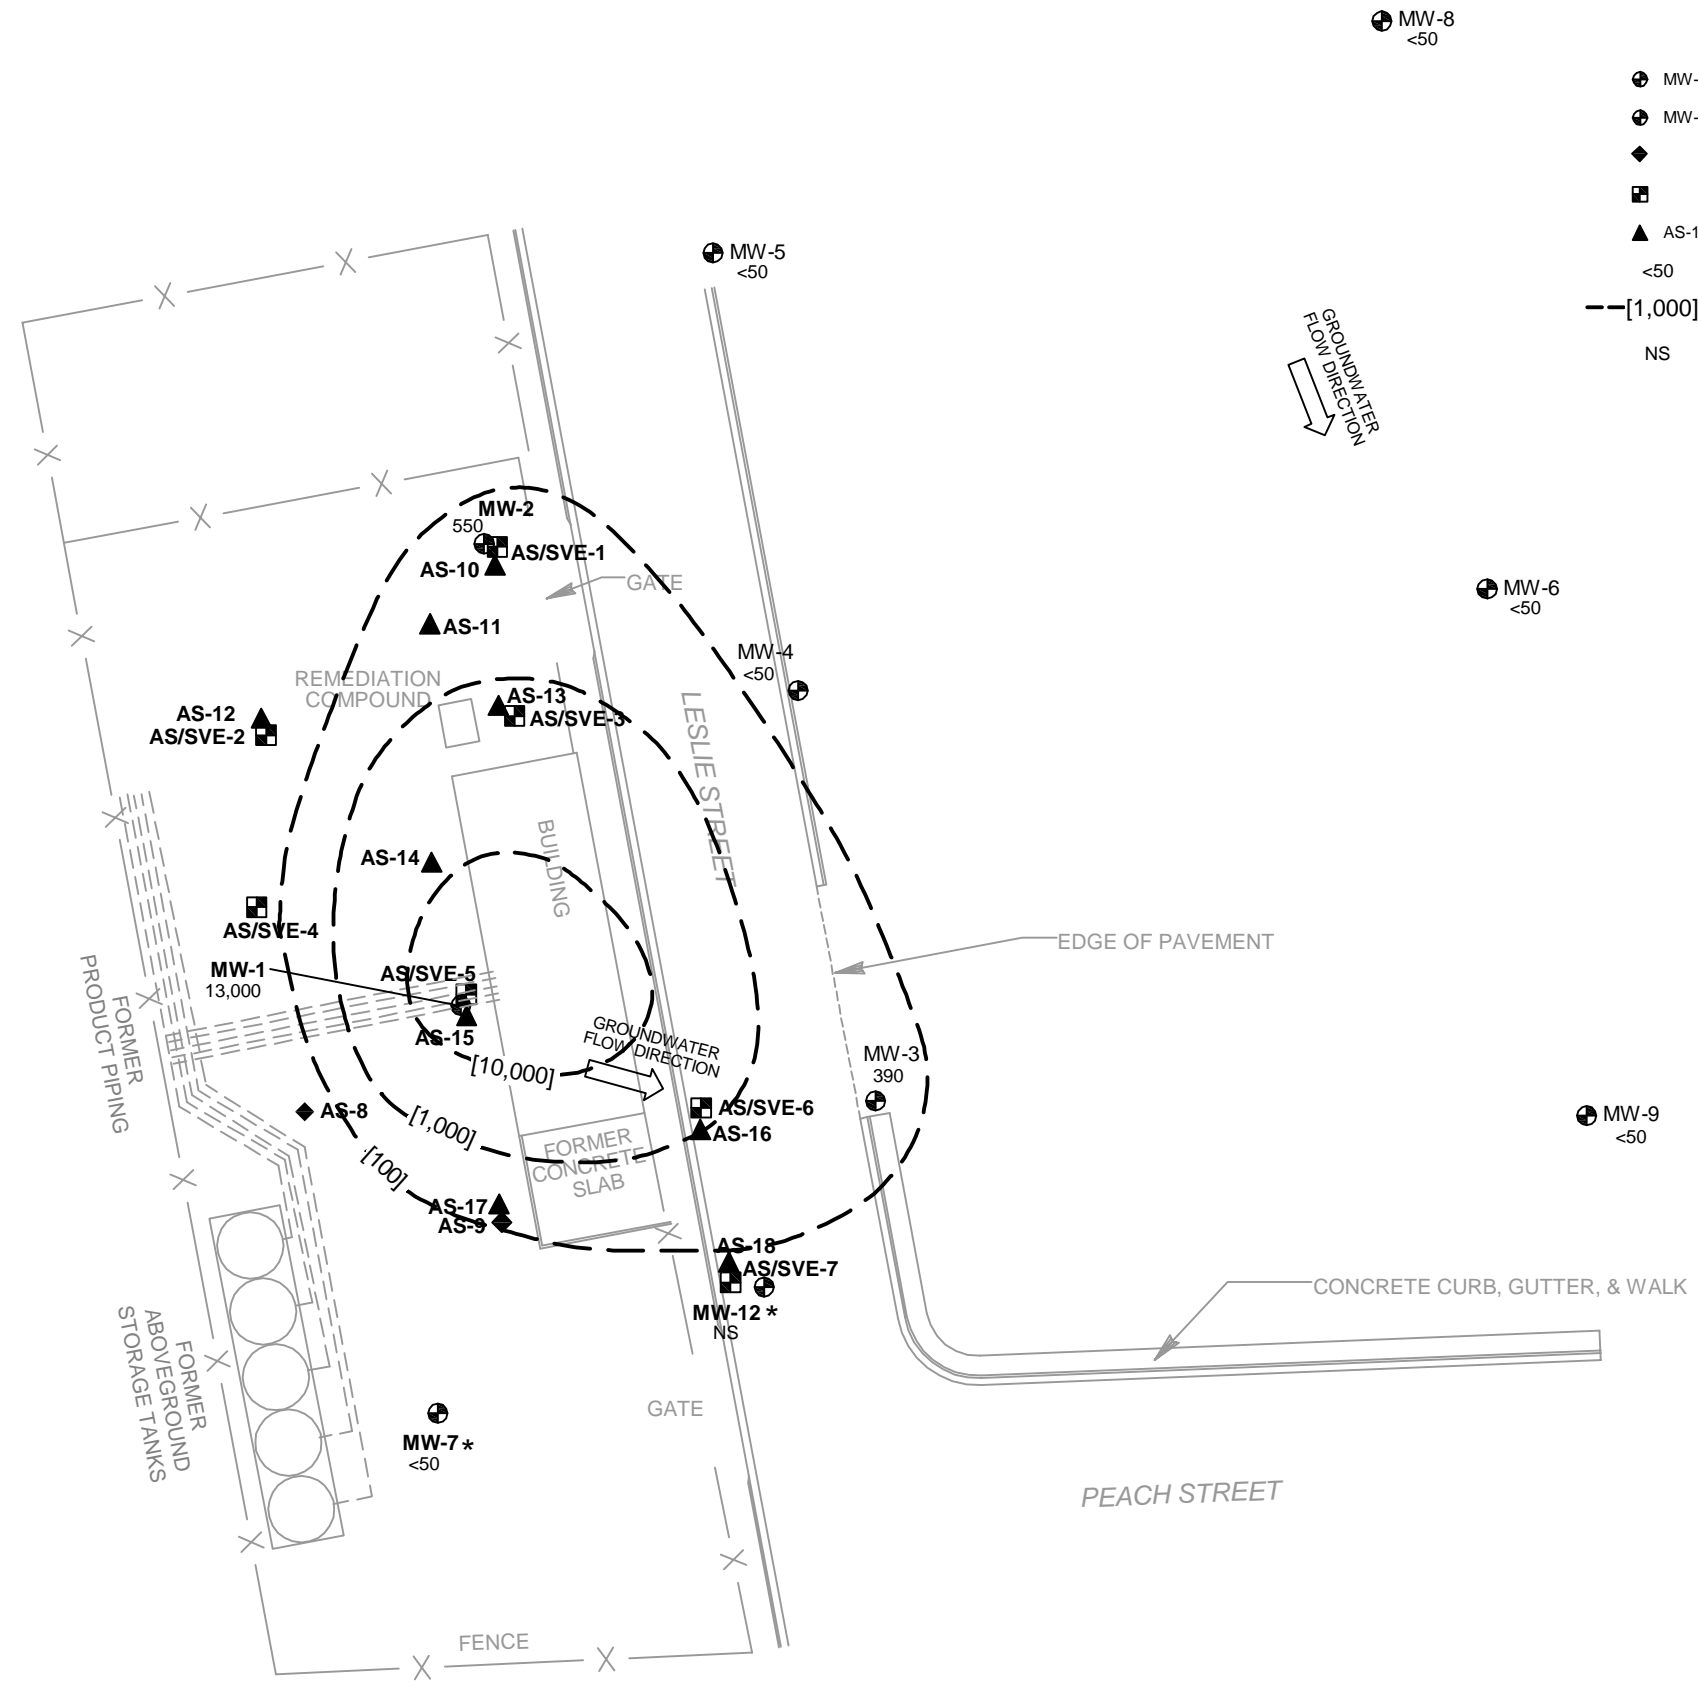 MW-8
<50
MW-
MW-
AS-1
<50
[1,000]
NS
MW-5
<50
GROUNDWATER
FLOW DIRECTION
MW-2
550
AS/SVE-1
AS-10
GATE
AS-11
MW-6
<50
MW-4
<50
REMEDIATION
COMPOUND
AS-13
AS/SVE-3
AS-12
AS/SVE-2
LESLIE STREET
BUILDING
AS-14
AS/SVE-4
EDGE OF PAVEMENT
MW-1
13,000
AS/SVE-5
AS-15
FORMER
PRODUCT PIPING
GROUNDWATER
FLOW DIRECTION
[10,000]
MW-3
390
AS-8
[1,000]
AS/SVE-6
AS-16
MW-9
<50
FORMER
CONCRETE
SLAB
[100]
AS-17
AS-9
AS-18
AS/SVE-7
MW-12 *
NS
CONCRETE CURB, GUTTER, & WALK
FORMER
ABOVEGROUND
STORAGE TANKS
GATE
MW-7 *
<50
PEACH STREET
FENCE